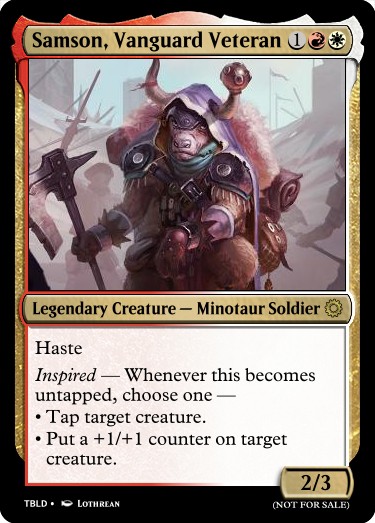 Samson, Vanguard Veteran 1
Legendary Creature — Minotaur Soldier
Haste
Inspired — Whenever this becomes
untapped, choose one —
• Tap target creature.
• Put a +1/+1 counter on target
creature.
2/3
TBLD • Lothrean
(NOT FOR SALE)